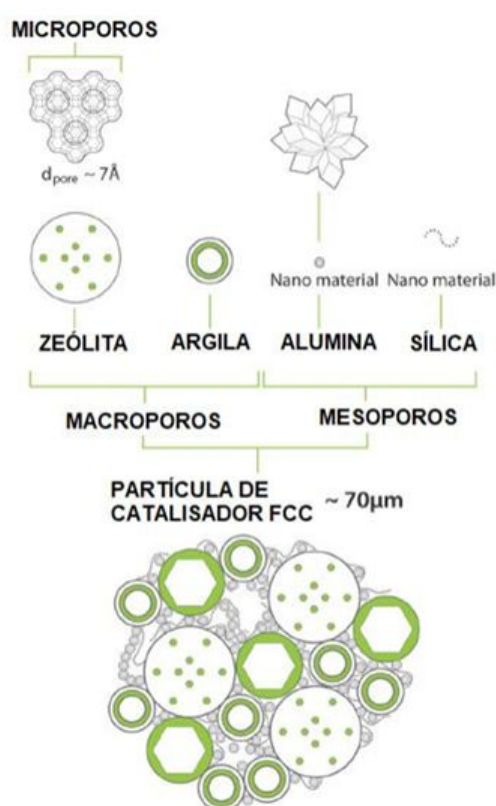 MICROPOROS
dpore ~ 7Å
Nano material
Nano material
ZEÓLITA
ARGILA
ALUMINA
SÍLICA
MACROPOROS
MESOPOROS
PARTÍCULA DE
CATALISADOR FCC ~ 70μm